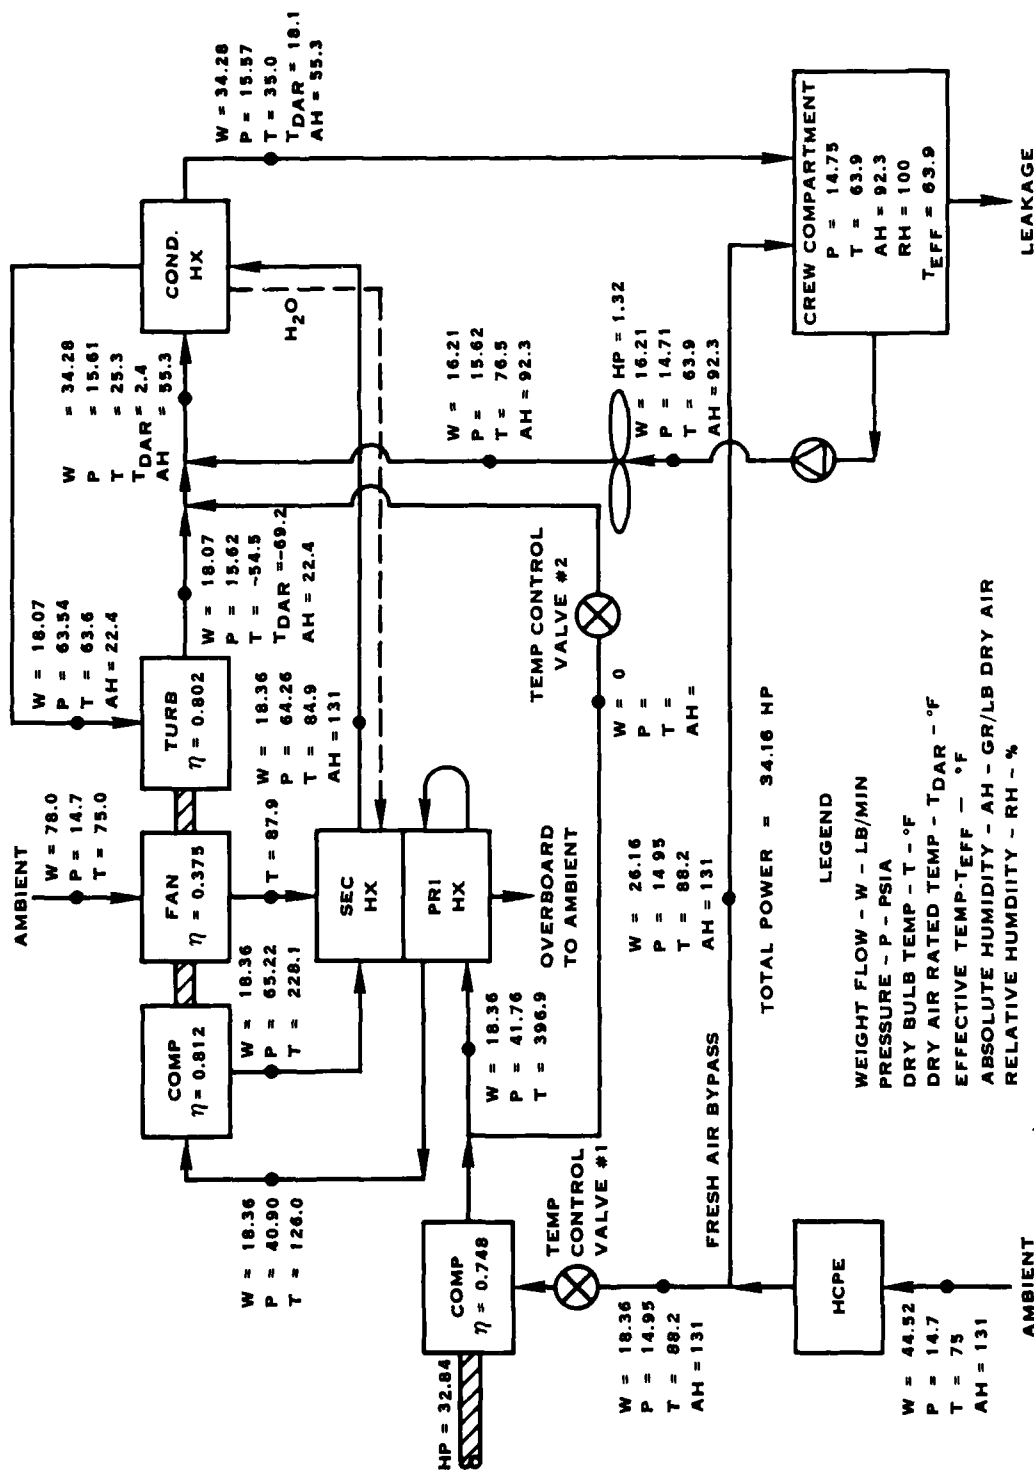 AMBIENT
W = 78.0
P = 14.7
T = 75.0
COMP
η = 0.812
FAN
η = 0.375
TURB
η = 0.802
COND.
HX
W = 18.07
P = 63.54
T = 63.6
AH = 22.4
W = 34.28
P = 15.61
T = 25.3
TDAR = 2.4
AH = 55.3
W = 34.28
P = 15.57
T = 35.0
TDAR = 18.1
AH = 55.3
W = 18.36
P = 40.90
T = 126.0
W = 18.36
P = 65.22
T = 228.1
T = 87.9
W = 18.36
P = 64.26
T = 84.9
AH = 131
W = 18.07
P = 15.62
T = -54.5
TDAR = -69.2
AH = 22.4
H2O
SEC
HX
PRI
HX
OVERBOARD
TO AMBIENT
W = 16.21
P = 15.62
T = 76.5
AH = 92.3
HP = 1.32
W = 16.21
P = 14.71
T = 63.9
AH = 92.3
TEMP CONTROL
VALVE #2
W = 0
P =
T =
AH =
W = 18.36
P = 41.76
T = 396.9
HP = 32.84
COMP
η = 0.748
TEMP
CONTROL
VALVE #1
W = 18.36
P = 14.95
T = 88.2
AH = 131
FRESH AIR BYPASS
W = 26.16
P = 14.95
T = 88.2
AH = 131
TOTAL POWER = 34.16 HP
CREW COMPARTMENT
P = 14.75
T = 63.9
AH = 92.3
RH = 100
TEFF = 63.9
LEAKAGE
HCPE
W = 44.52
P = 14.7
T = 75
AH = 131
AMBIENT
LEGEND
WEIGHT FLOW - W - LB/MIN
PRESSURE - P - PSIA
DRY BULB TEMP - T - °F
DRY AIR RATED TEMP - TDAR - °F
EFFECTIVE TEMP-TEFF — °F
ABSOLUTE HUMIDITY - AH - GR/LB DRY AIR
RELATIVE HUMDIITY - RH - %